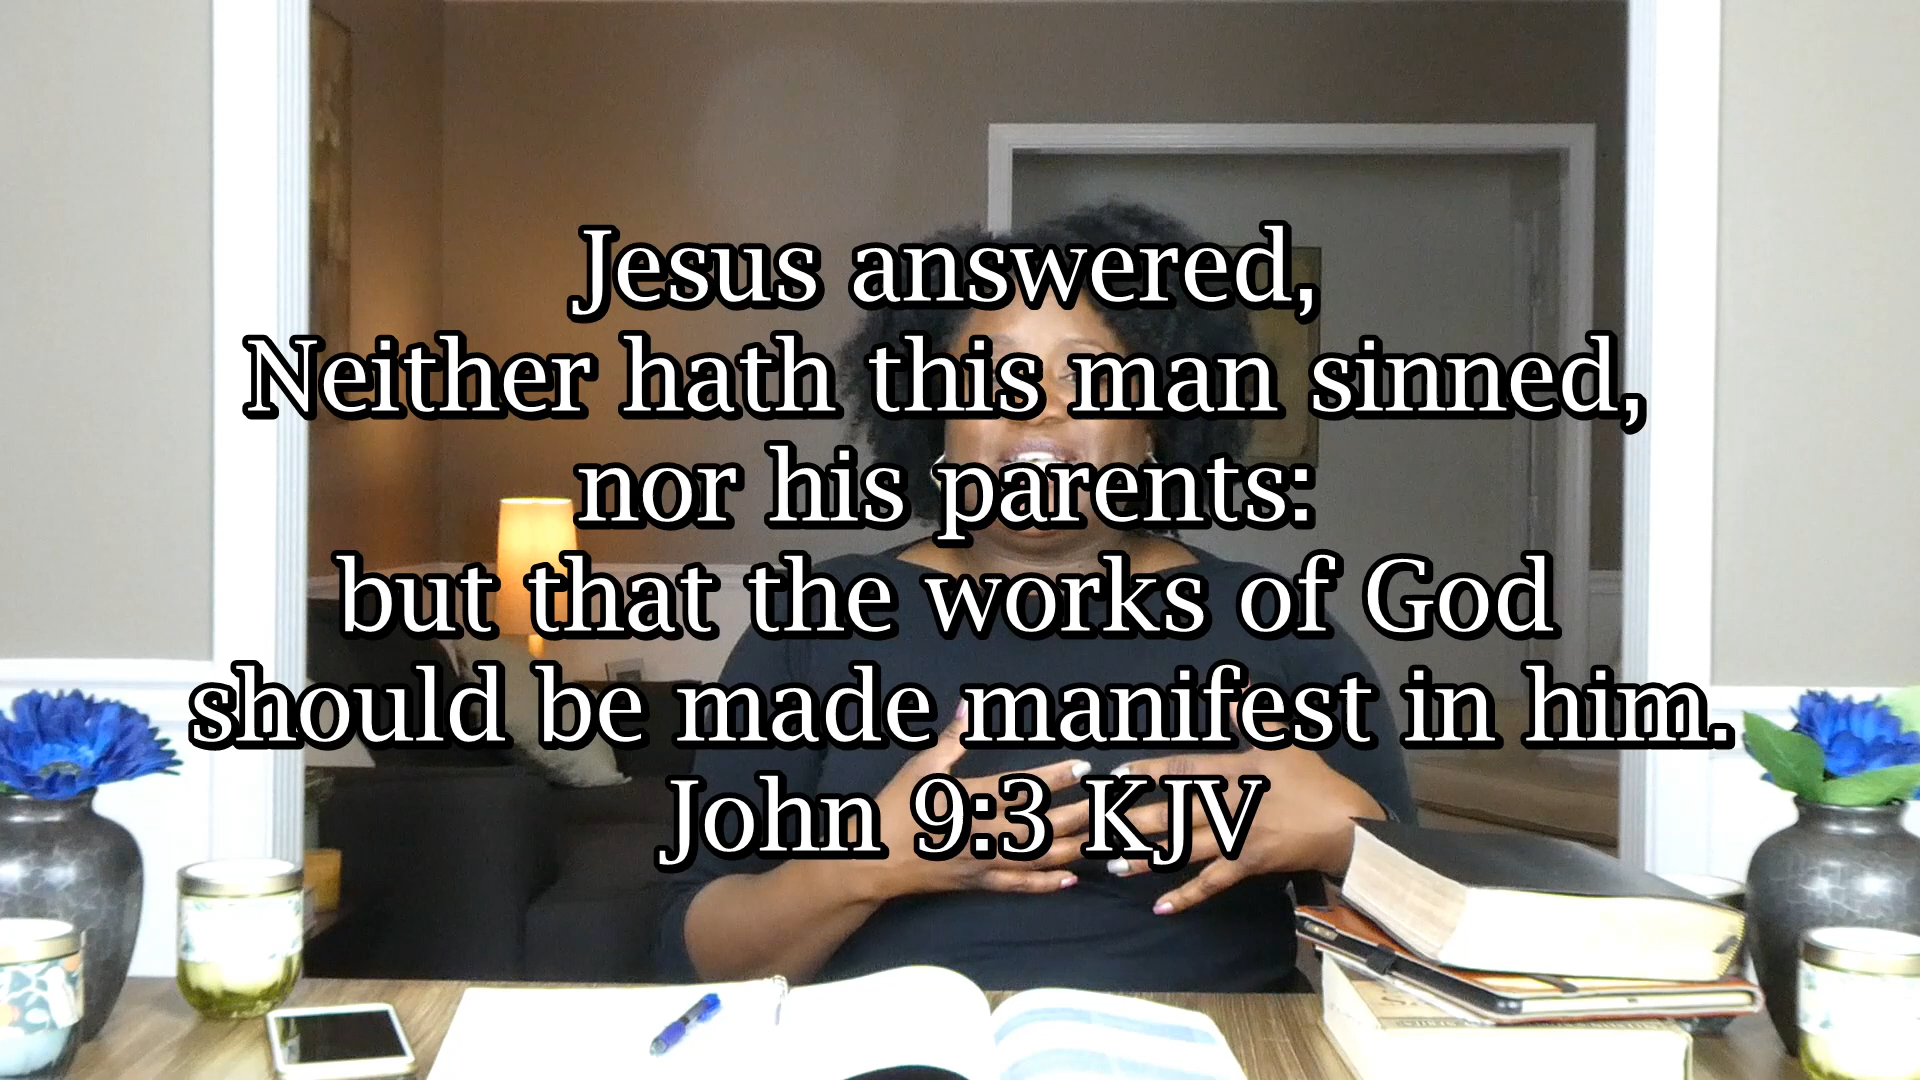 Jesus answered,
Neither hath this man sinned,
nor his parents:
but that the works of God
should be made manifest in him.
John 9:3 KJV